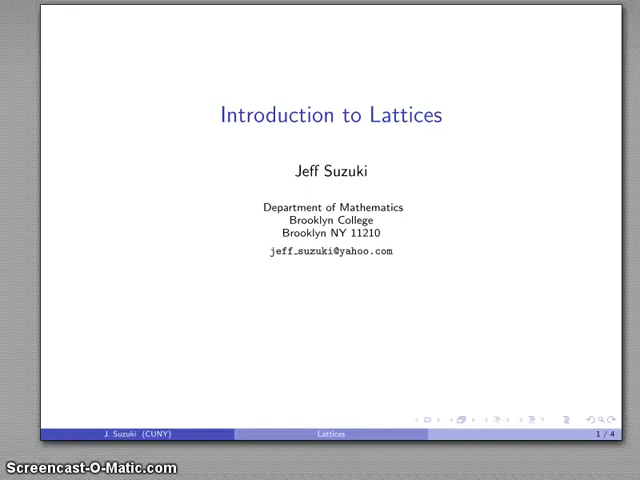 Introduction to Lattices
Jeff Suzuki
Department of Mathematics
Brooklyn College
Brooklyn NY 11210
jeff_suzuki@yahoo.com
J. Suzuki (CUNY)
Lattices
1 / 4
Screencast-O-Matic.com